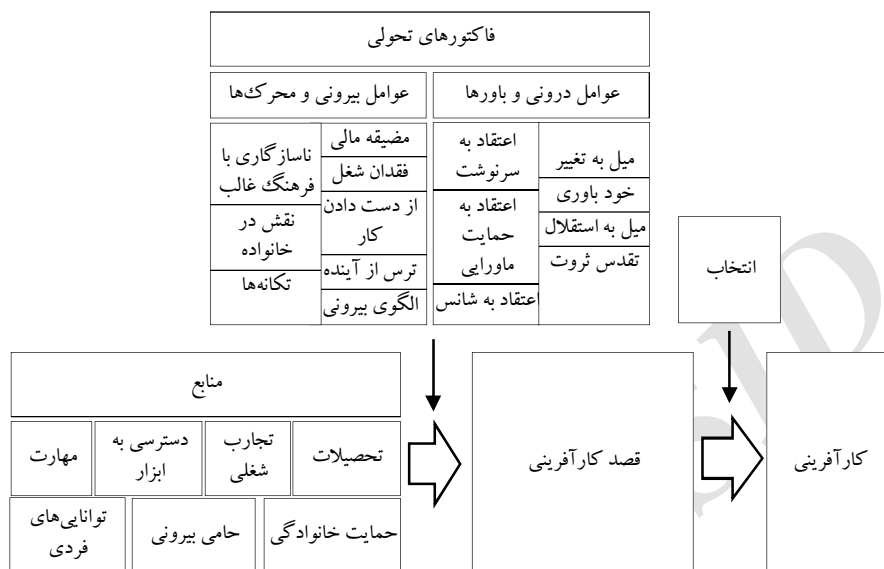 فاکتورهای تحولی
عوامل درونی و باورها
عوامل بیرونی و محرک‌ها
میل به تغییر
خود باوری
میل به استقلال
تقدس ثروت
اعتقاد به
سرنوشت
اعتقاد به
حمایت
ماورایی
اعتقاد به شانس
مضیقه مالی
فقدان شغل
از دست دادن
کار
ترس از آینده
الگوی بیرونی
ناسازگاری با
فرهنگ غالب
نقش در
خانواده
تکانه‌ها
انتخاب
منابع
تحصیلات
تجارب
شغلی
دسترسی به
ابزار
مهارت
حمایت خانوادگی
حامی بیرونی
توانایی‌های
فردی
قصد کارآفرینی
کارآفرینی